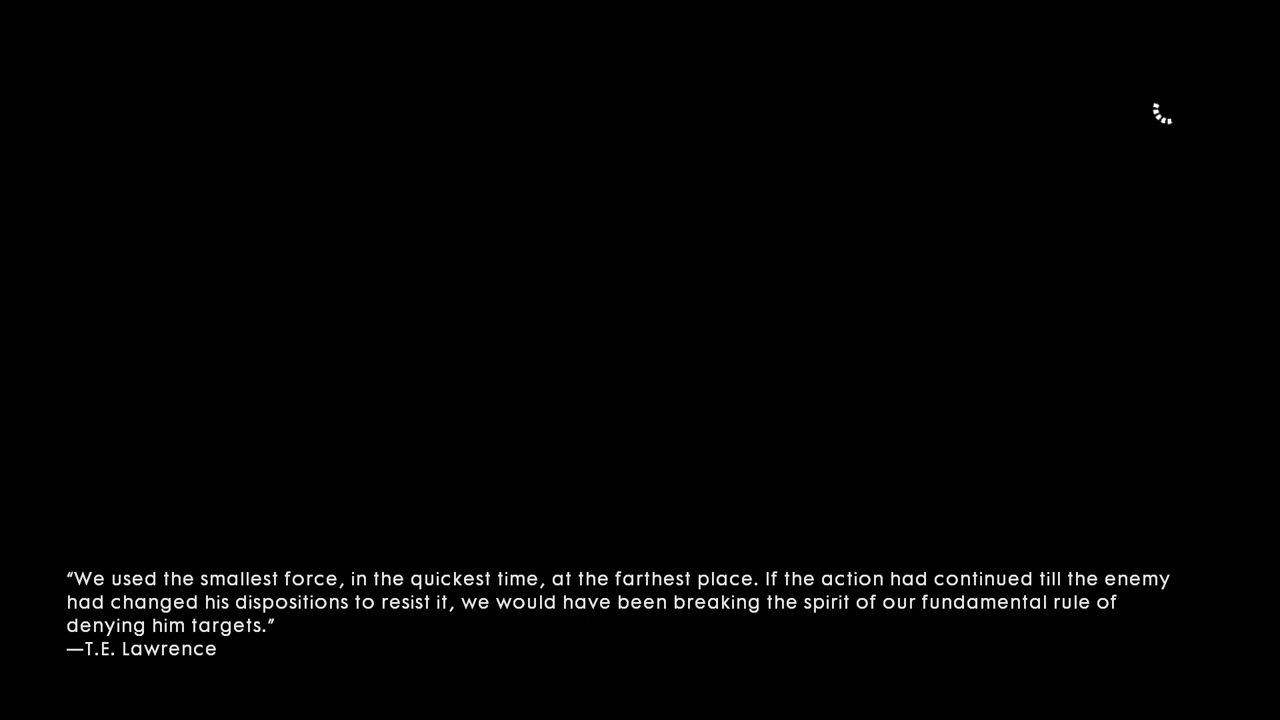 “We used the smallest force, in the quickest time, at the farthest place. If the action had continued till the enemy
had changed his dispositions to resist it, we would have been breaking the spirit of our fundamental rule of
denying him targets.”
—T.E. Lawrence